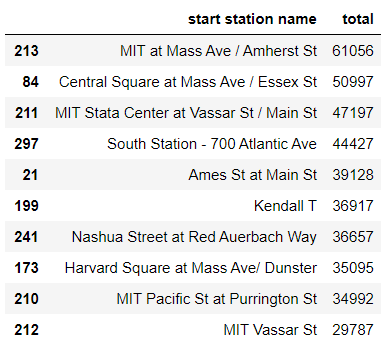 start station name total
213 MIT at Mass Ave / Amherst St 61056
84 Central Square at Mass Ave / Essex St 50997
211 MIT Stata Center at Vassar St / Main St 47197
297 South Station - 700 Atlantic Ave 44427
21 Ames St at Main St 39128
199 Kendall T 36917
241 Nashua Street at Red Auerbach Way 36657
173 Harvard Square at Mass Ave/ Dunster 35095
210 MIT Pacific St at Purrington St 34992
212 MIT Vassar St 29787